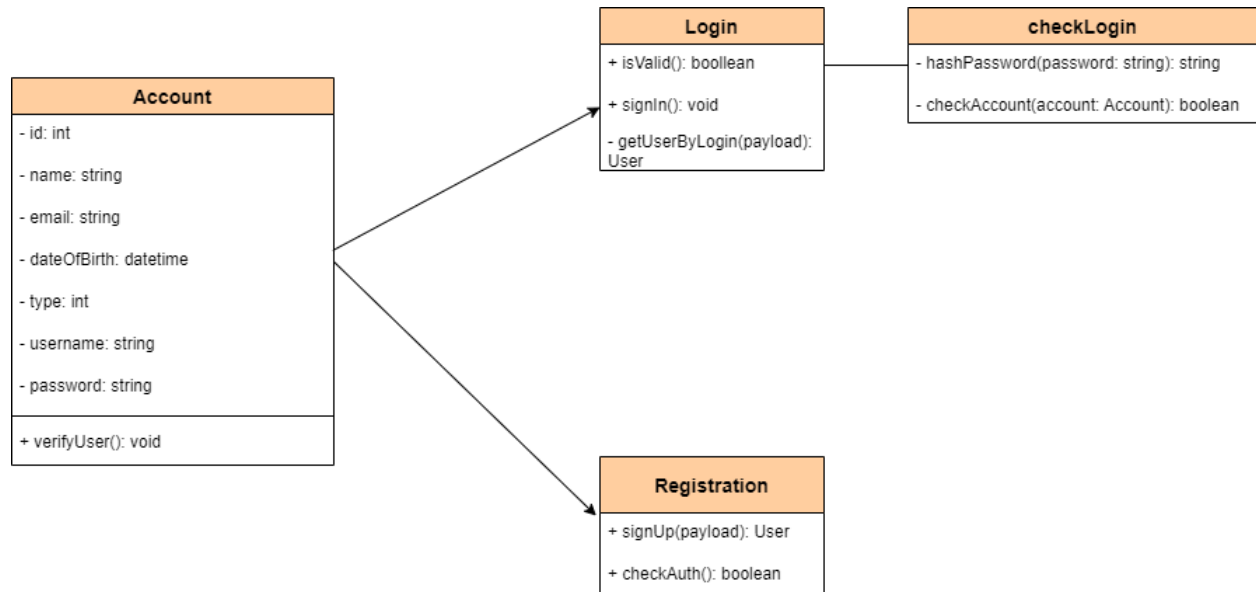 Account
- id: int
- name: string
- email: string
- dateOfBirth: datetime
- type: int
- username: string
- password: string
+ verifyUser(): void
Login
+ isValid(): boollean
+ signIn(): void
- getUserByLogin(payload):
User
checkLogin
- hashPassword(password: string): string
- checkAccount(account: Account): boolean
Registration
+ signUp(payload): User
+ checkAuth(): boolean